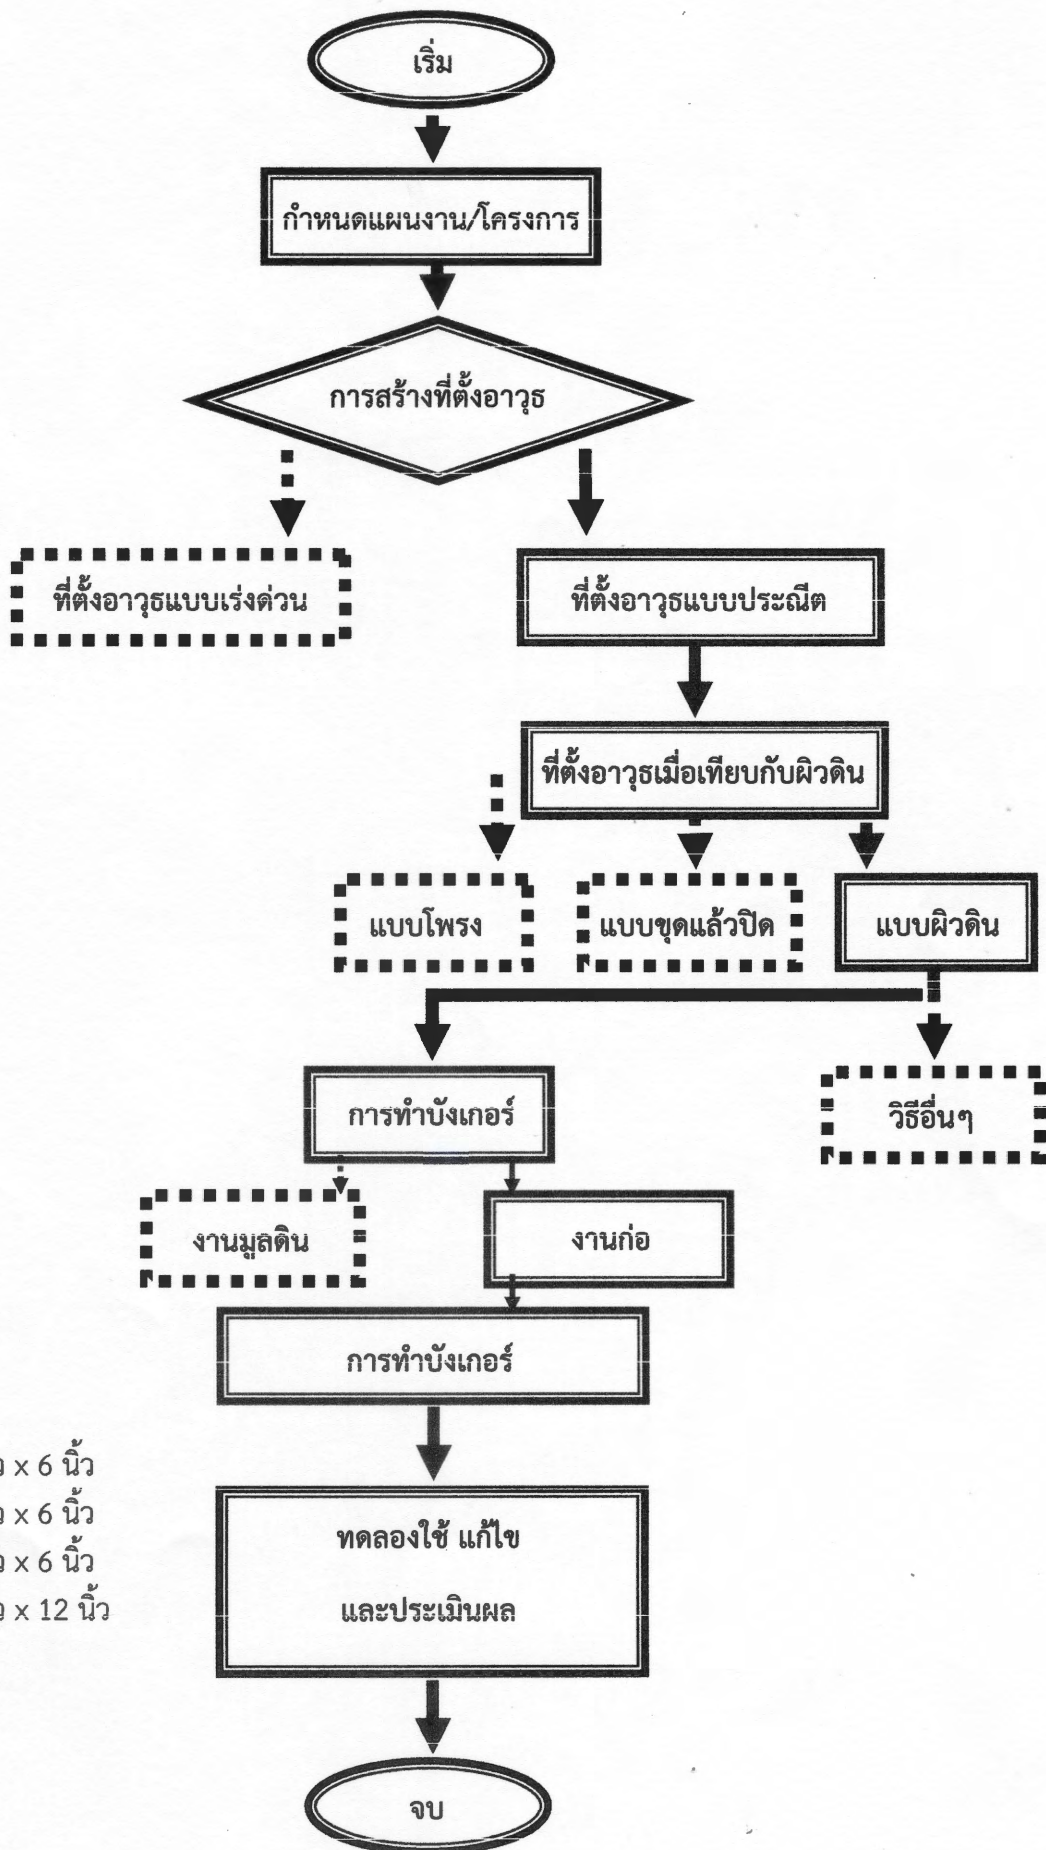 เริ่ม
กำหนดแผนงาน/โครงการ
การสร้างที่ตั้งอาวุธ
ที่ตั้งอาวุธแบบเร่งด่วน
ที่ตั้งอาวุธแบบประณีต
ที่ตั้งอาวุธเมื่อเทียบกับผิวดิน
แบบโพรง
แบบขุดแล้วปิด
แบบผิวดิน
การทำบังเกอร์
วิธีอื่นๆ
งานมูลดิน
งานก่อ
การทำบังเกอร์
x 6 นิ้ว
x 6 นิ้ว
x 6 นิ้ว
x 12 นิ้ว
ทดลองใช้ แก้ไข
และประเมินผล
จบ